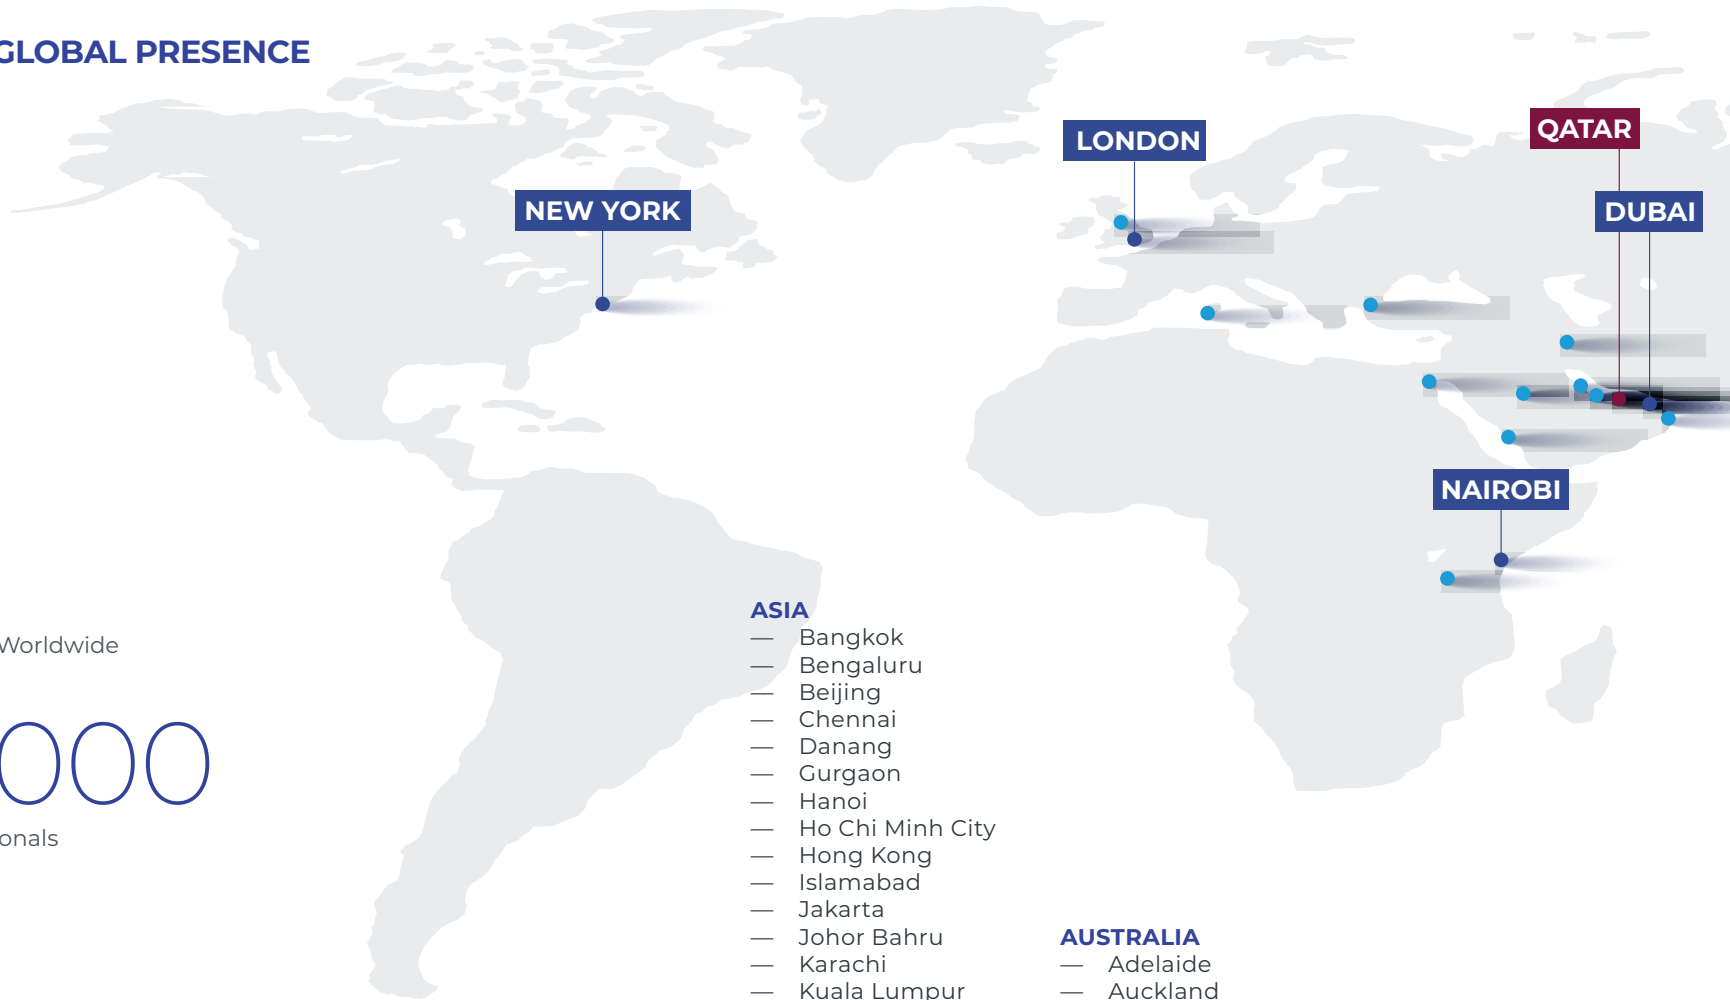 GLOBAL PRESENCE
LONDON
QATAR
NEW YORK
DUBAI
NAIROBI
Worldwide
000
onals
ASIA
— Bangkok
— Bengaluru
— Beijing
— Chennai
— Danang
— Gurgaon
— Hanoi
— Ho Chi Minh City
— Hong Kong
— Islamabad
— Jakarta
— Johor Bahru
— Karachi
— Kuala Lumpur
AUSTRALIA
— Adelaide
— Auckland